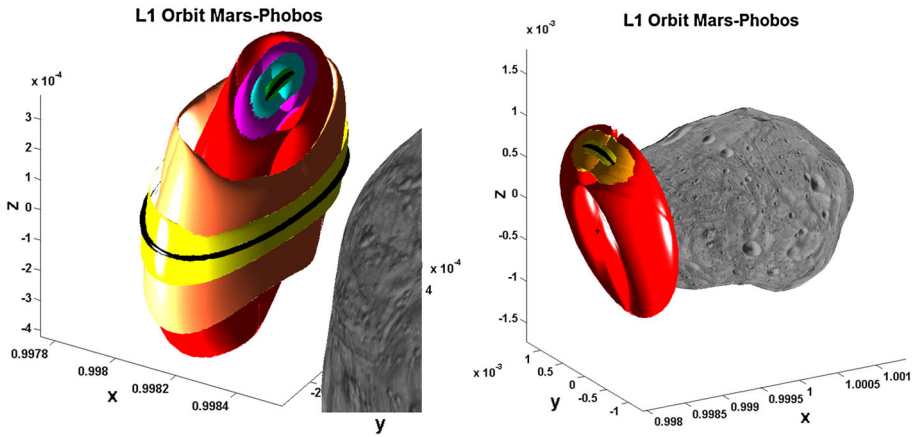 L1 Orbit Mars-Phobos
x 10⁻⁴
3
2
1
0
-1
-2
-3
-4
z
0.9978
0.998
0.9982
0.9984
x
x 10⁻⁴
4
-2
y
L1 Orbit Mars-Phobos
x 10⁻³
1.5
1
0.5
0
-0.5
-1
-1.5
z
x 10⁻³
1
0.5
0
-0.5
-1
y
0.998
0.9985
0.999
0.9995
1
1.0005
1.001
x